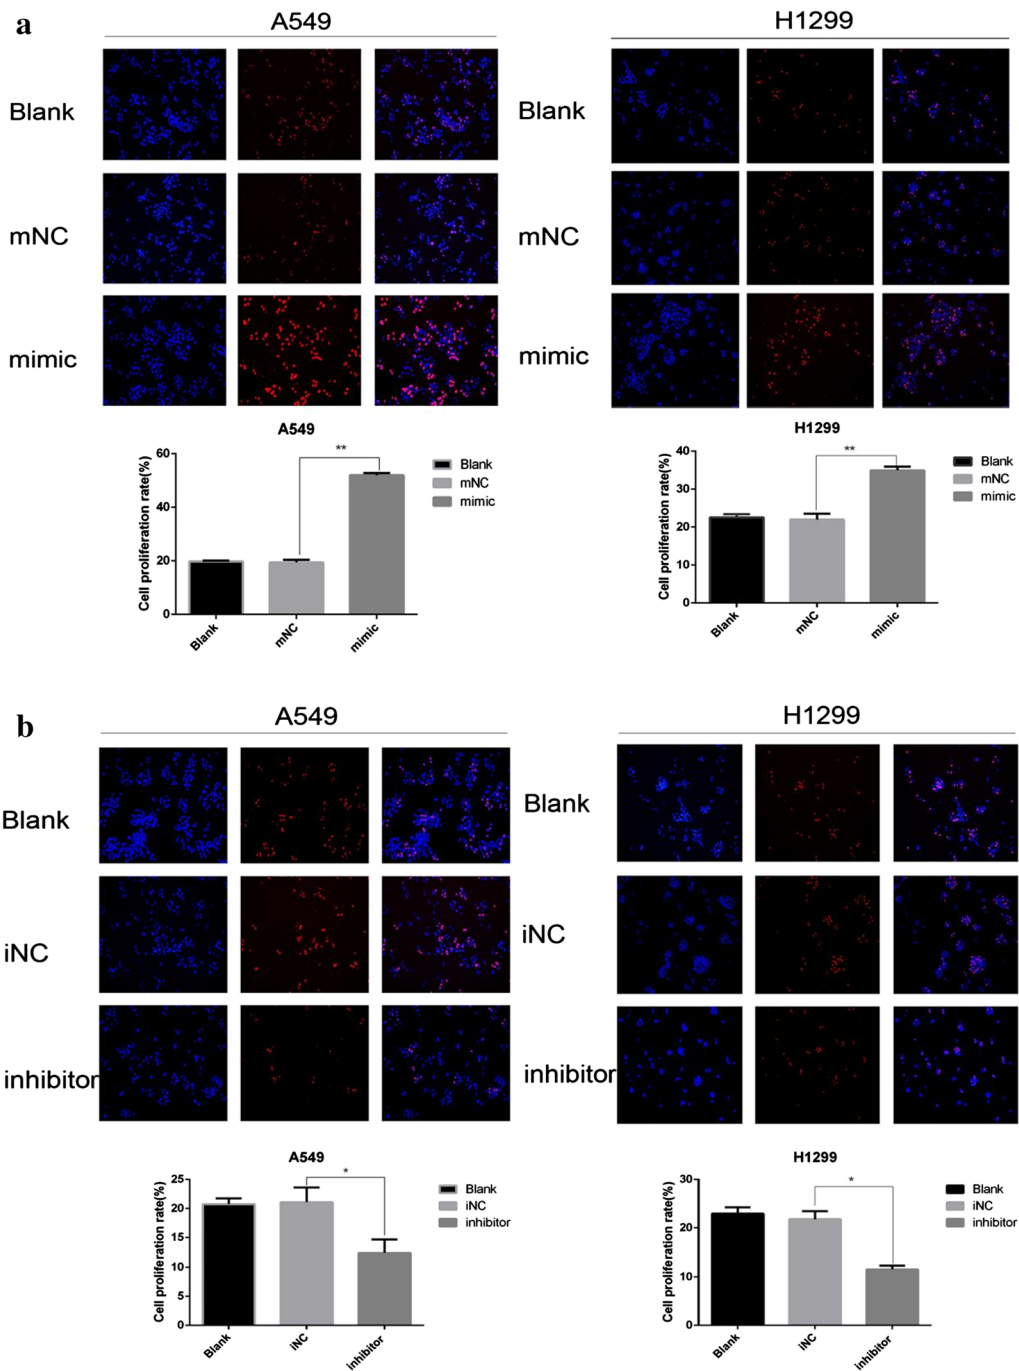 a
A549
H1299
Blank
Blank
mNC
mNC
mimic
mimic
A549
Cell proliferation rate(%)
60
40
20
0
**
Blank
mNC
mimic
Blank
mNC
mimic
H1299
Cell proliferation rate(%)
40
30
20
10
0
**
Blank
mNC
mimic
Blank
mNC
mimic
b
A549
H1299
Blank
Blank
iNC
iNC
inhibitor
inhibitor
A549
Cell proliferation rate(%)
25
20
15
10
5
0
*
Blank
iNC
inhibitor
Blank
iNC
inhibitor
H1299
Cell proliferation rate(%)
30
20
10
0
*
Blank
iNC
inhibitor
Blank
iNC
inhibitor